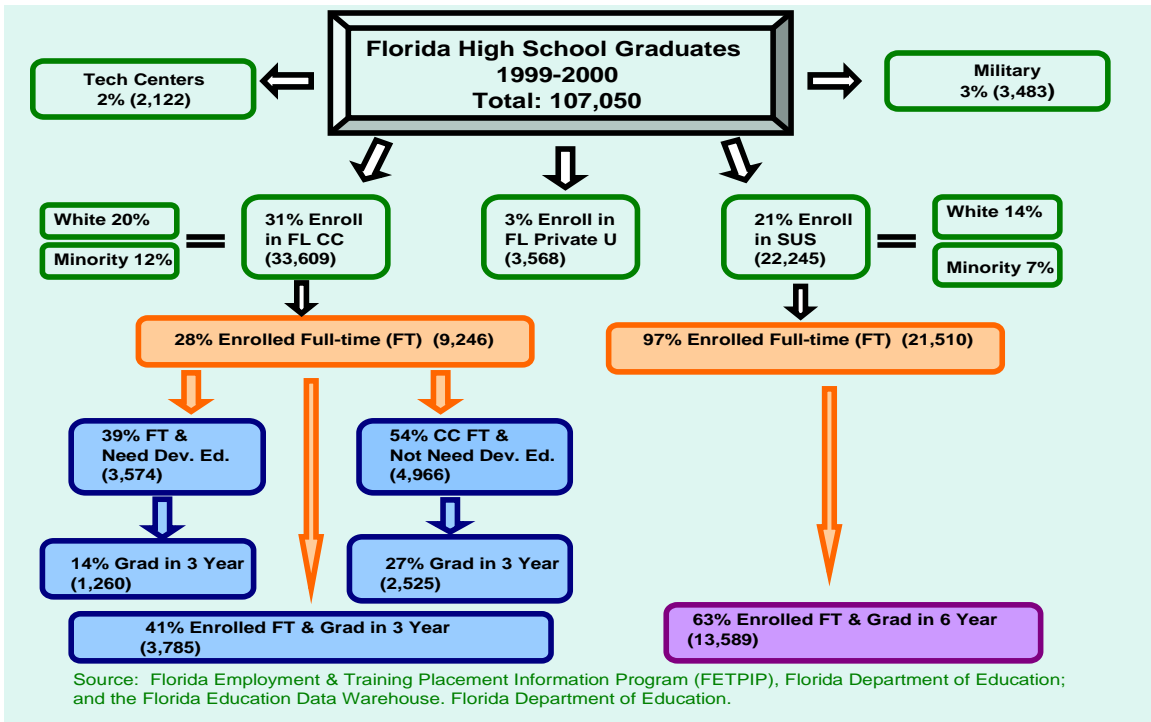 Florida High School Graduates
1999-2000
Total: 107,050
Tech Centers
2% (2,122)
Military
3% (3,483)
White 20%
Minority 12%
31% Enroll
in FL CC
(33,609)
3% Enroll in
FL Private U
(3,568)
21% Enroll
in SUS
(22,245)
White 14%
Minority 7%
28% Enrolled Full-time (FT) (9,246)
97% Enrolled Full-time (FT) (21,510)
39% FT &
Need Dev. Ed.
(3,574)
54% CC FT &
Not Need Dev. Ed.
(4,966)
14% Grad in 3 Year
(1,260)
27% Grad in 3 Year
(2,525)
41% Enrolled FT & Grad in 3 Year
(3,785)
63% Enrolled FT & Grad in 6 Year
(13,589)
Source: Florida Employment & Training Placement Information Program (FETPIP), Florida Department of Education;
and the Florida Education Data Warehouse. Florida Department of Education.